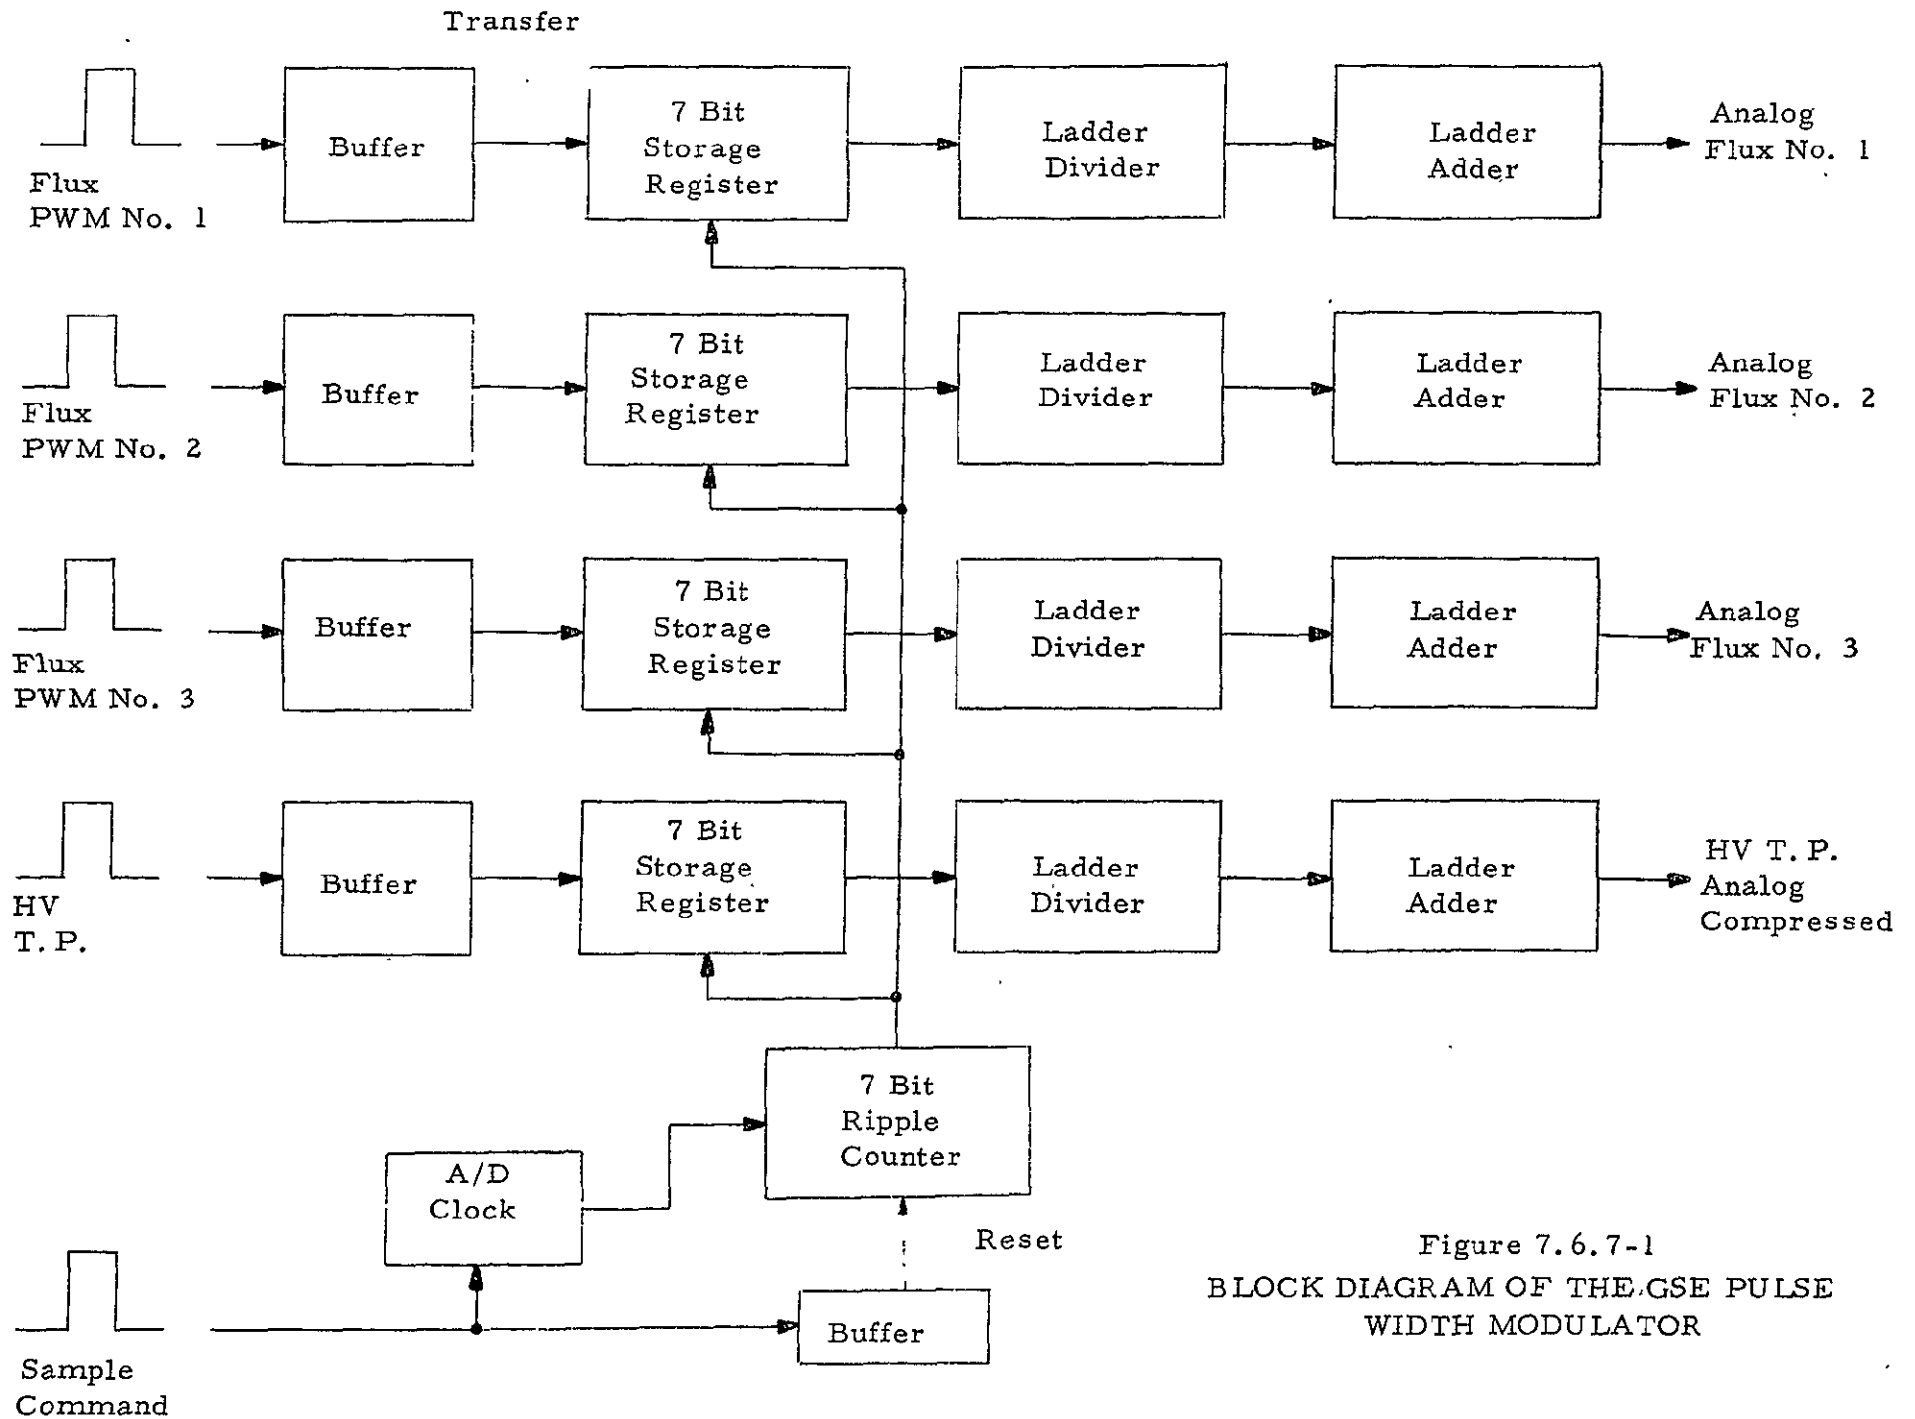 Transfer
Flux
PWM No. 1
Buffer
7 Bit
Storage
Register
Ladder
Divider
Ladder
Adder
Analog
Flux No. 1
Flux
PWM No. 2
Buffer
7 Bit
Storage
Register
Ladder
Divider
Ladder
Adder
Analog
Flux No. 2
Flux
PWM No. 3
Buffer
7 Bit
Storage
Register
Ladder
Divider
Ladder
Adder
Analog
Flux No. 3
HV
T. P.
Buffer
7 Bit
Storage
Register
Ladder
Divider
Ladder
Adder
HV T. P.
Analog
Compressed
7 Bit
Ripple
Counter
A/D
Clock
Reset
Buffer
Sample
Command
Figure 7.6.7-1
BLOCK DIAGRAM OF THE GSE PULSE
WIDTH MODULATOR